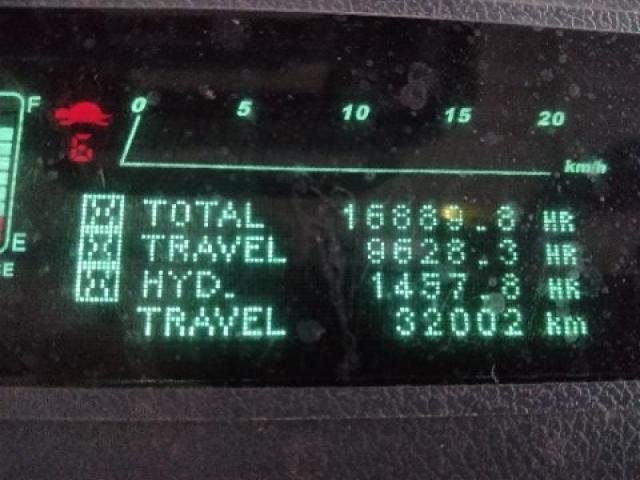 F
0 5 10 15 20
6
km/h
TOTAL 16889.8 HR
TRAVEL 9628.3 HR
HYD. 1457.8 HR
TRAVEL 32002 km
E